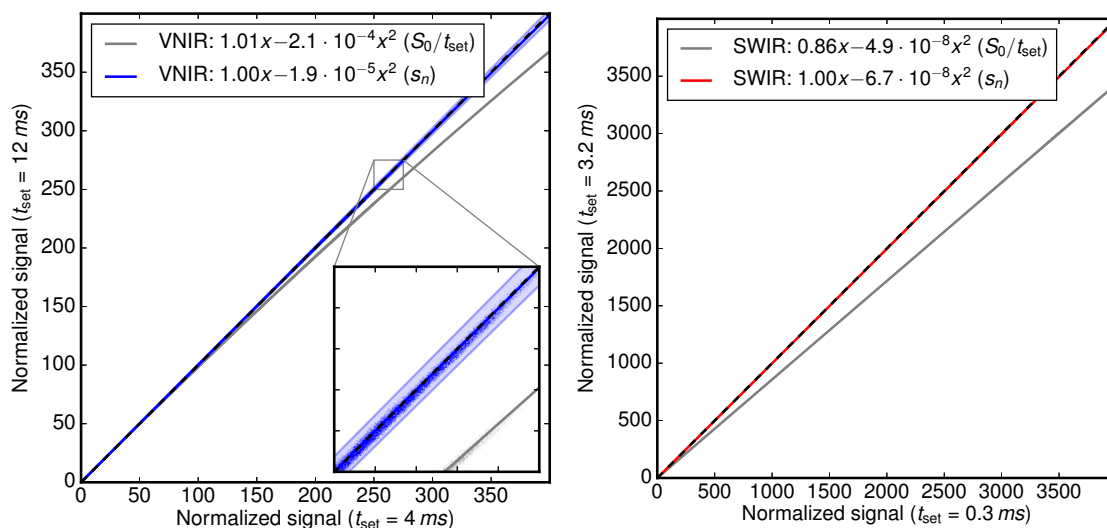 VNIR: 1.01x−2.1 · 10⁻⁴x² (S₀/t_set)
VNIR: 1.00x−1.9 · 10⁻⁵x² (sₙ)
Normalized signal (t_set = 12 ms)
400
350
300
250
200
150
100
50
0
0 50 100 150 200 250 300 350
Normalized signal (t_set = 4 ms)
SWIR: 0.86x−4.9 · 10⁻⁸x² (S₀/t_set)
SWIR: 1.00x−6.7 · 10⁻⁸x² (sₙ)
Normalized signal (t_set = 3.2 ms)
3500
3000
2500
2000
1500
1000
500
0
0 500 1000 1500 2000 2500 3000 3500
Normalized signal (t_set = 0.3 ms)